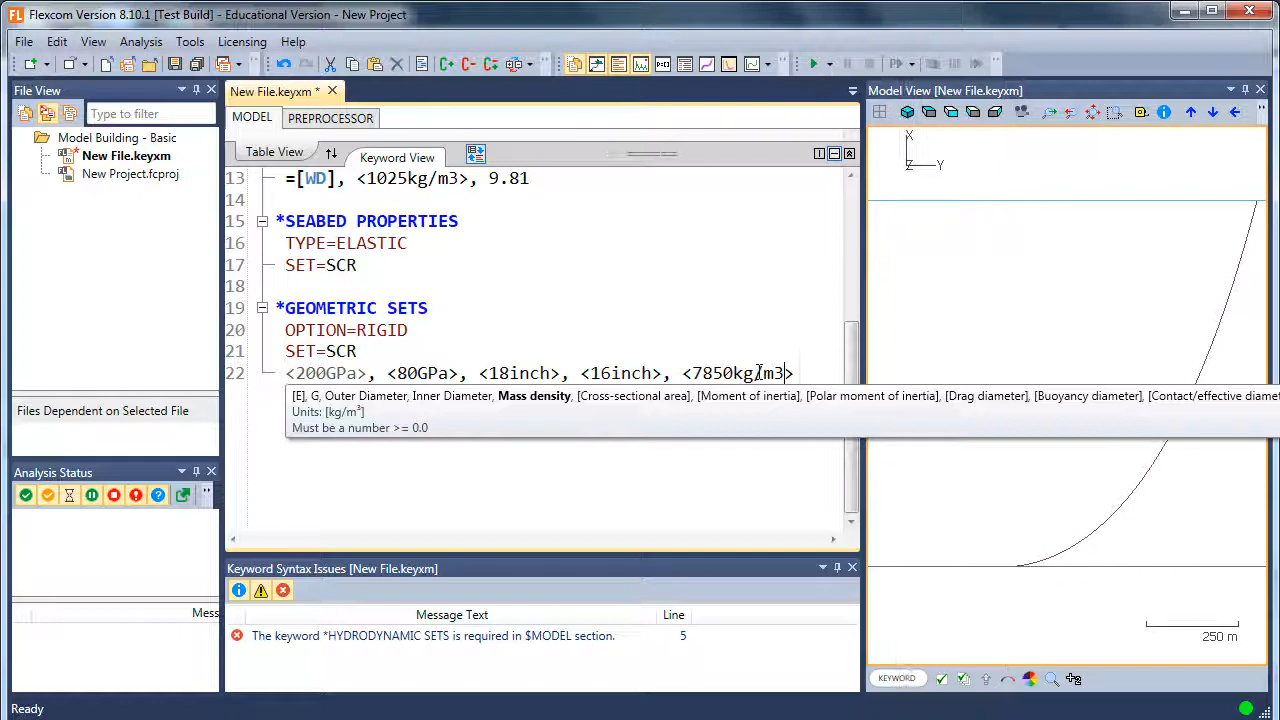 FL Flexcom Version 8.10.1 [Test Build] - Educational Version - New Project
File Edit View Analysis Tools Licensing Help
File View
Type to filter
Model Building - Basic
New File.keyxm
New Project.fcproj
Files Dependent on Selected File
Analysis Status
Mess
New File.keyxm *
MODEL PREPROCESSOR
Table View Keyword View
13 =[WD], <1025kg/m3>, 9.81
14
15 *SEABED PROPERTIES
16 TYPE=ELASTIC
17 SET=SCR
18
19 *GEOMETRIC SETS
20 OPTION=RIGID
21 SET=SCR
22 <200GPa>, <80GPa>, <18inch>, <16inch>, <7850kg/m3>
[E], G, Outer Diameter, Inner Diameter, Mass density, [Cross-sectional area], [Moment of inertia], [Polar moment of inertia], [Drag diameter], [Buoyancy diameter], [Contact/effective diame
Units: [kg/m³]
Must be a number >= 0.0
Keyword Syntax Issues [New File.keyxm]
Message Text Line
The keyword *HYDRODYNAMIC SETS is required in $MODEL section. 5
Model View [New File.keyxm]
X
Z Y
250 m
KEYWORD
Ready